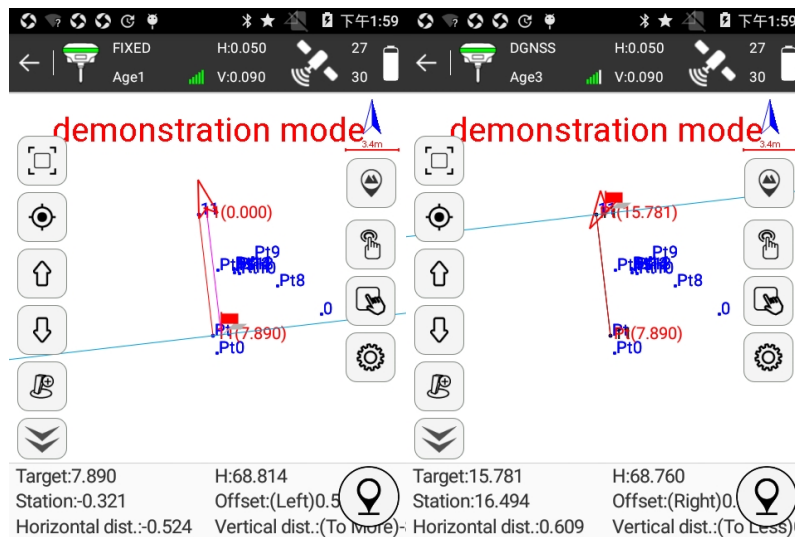 下午1:59
FIXED H:0.050 27
Age1 V:0.090 30
demonstration mode
3.4m
(0.000)
Pt9
Pt8
.0
(7.890)
Pt0
Target:7.890 H:68.814
Station:-0.321 Offset:(Left)0.5
Horizontal dist.:-0.524 Vertical dist.:(To More)-
下午1:59
DGNSS H:0.050 27
Age3 V:0.090 30
demonstration mode
3.4m
(15.781)
Pt9
Pt8
.0
(7.890)
Pt0
Target:15.781 H:68.760
Station:16.494 Offset:(Right)0.
Horizontal dist.:0.609 Vertical dist.:(To Less)